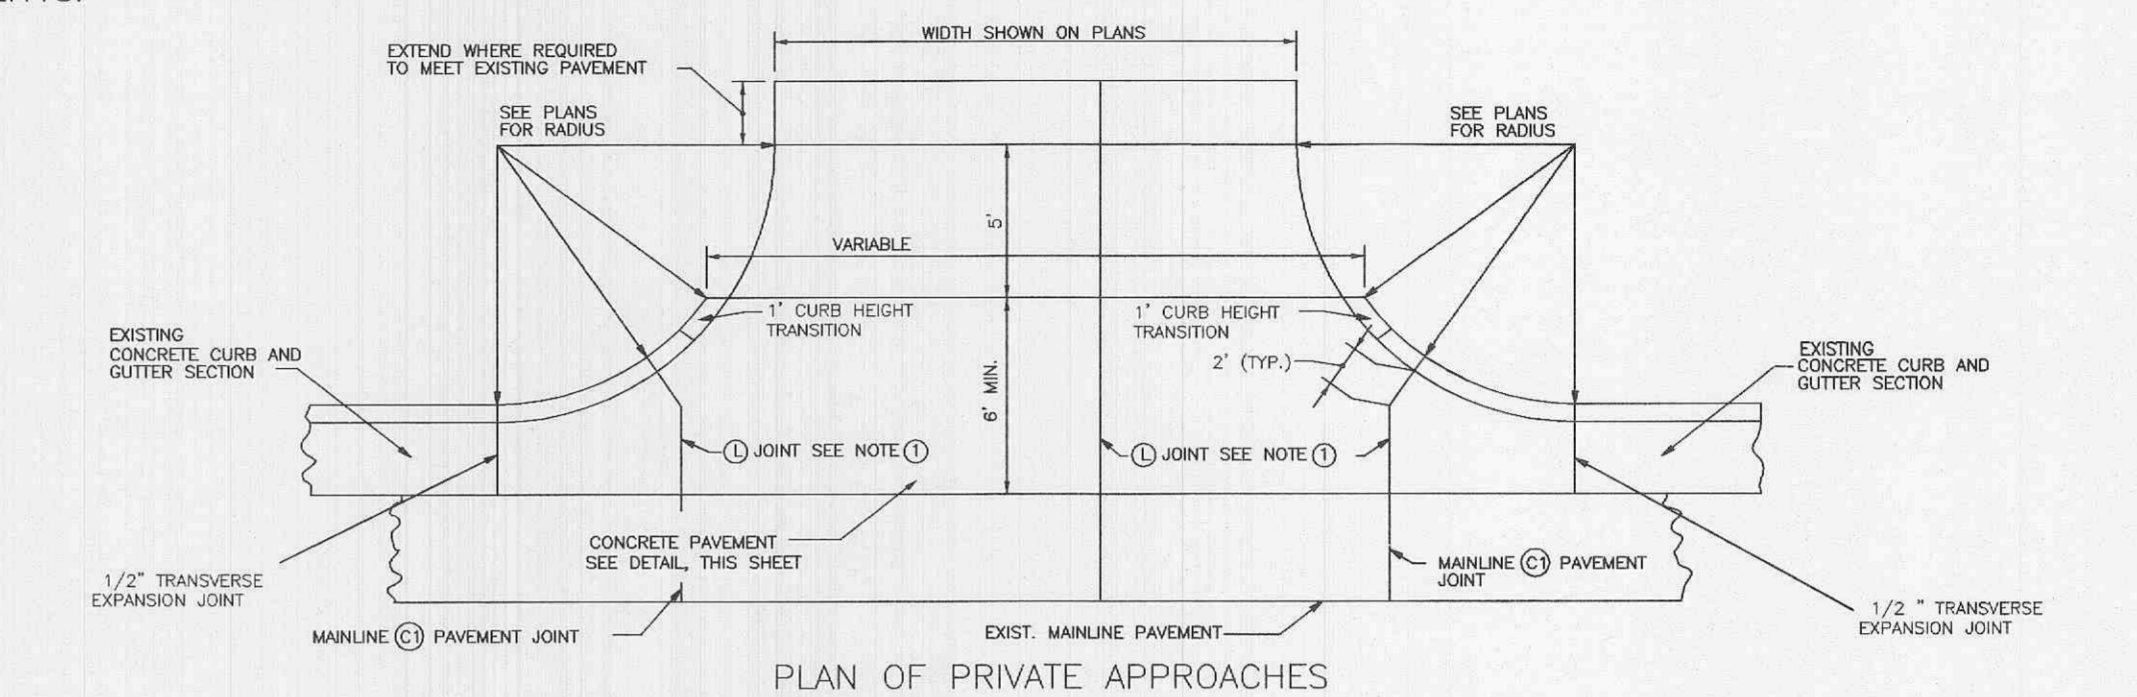 WIDTH SHOWN ON PLANS
EXTEND WHERE REQUIRED
TO MEET EXISTING PAVEMENT
SEE PLANS
FOR RADIUS
SEE PLANS
FOR RADIUS
5'
VARIABLE
1' CURB HEIGHT
TRANSITION
1' CURB HEIGHT
TRANSITION
2' (TYP.)
EXISTING
CONCRETE CURB AND
GUTTER SECTION
EXISTING
CONCRETE CURB AND
GUTTER SECTION
6' MIN.
L JOINT SEE NOTE 1
L JOINT SEE NOTE 1
CONCRETE PAVEMENT
SEE DETAIL, THIS SHEET
MAINLINE C1 PAVEMENT
JOINT
1/2" TRANSVERSE
EXPANSION JOINT
1/2 " TRANSVERSE
EXPANSION JOINT
MAINLINE C1 PAVEMENT JOINT
EXIST. MAINLINE PAVEMENT
PLAN OF PRIVATE APPROACHES